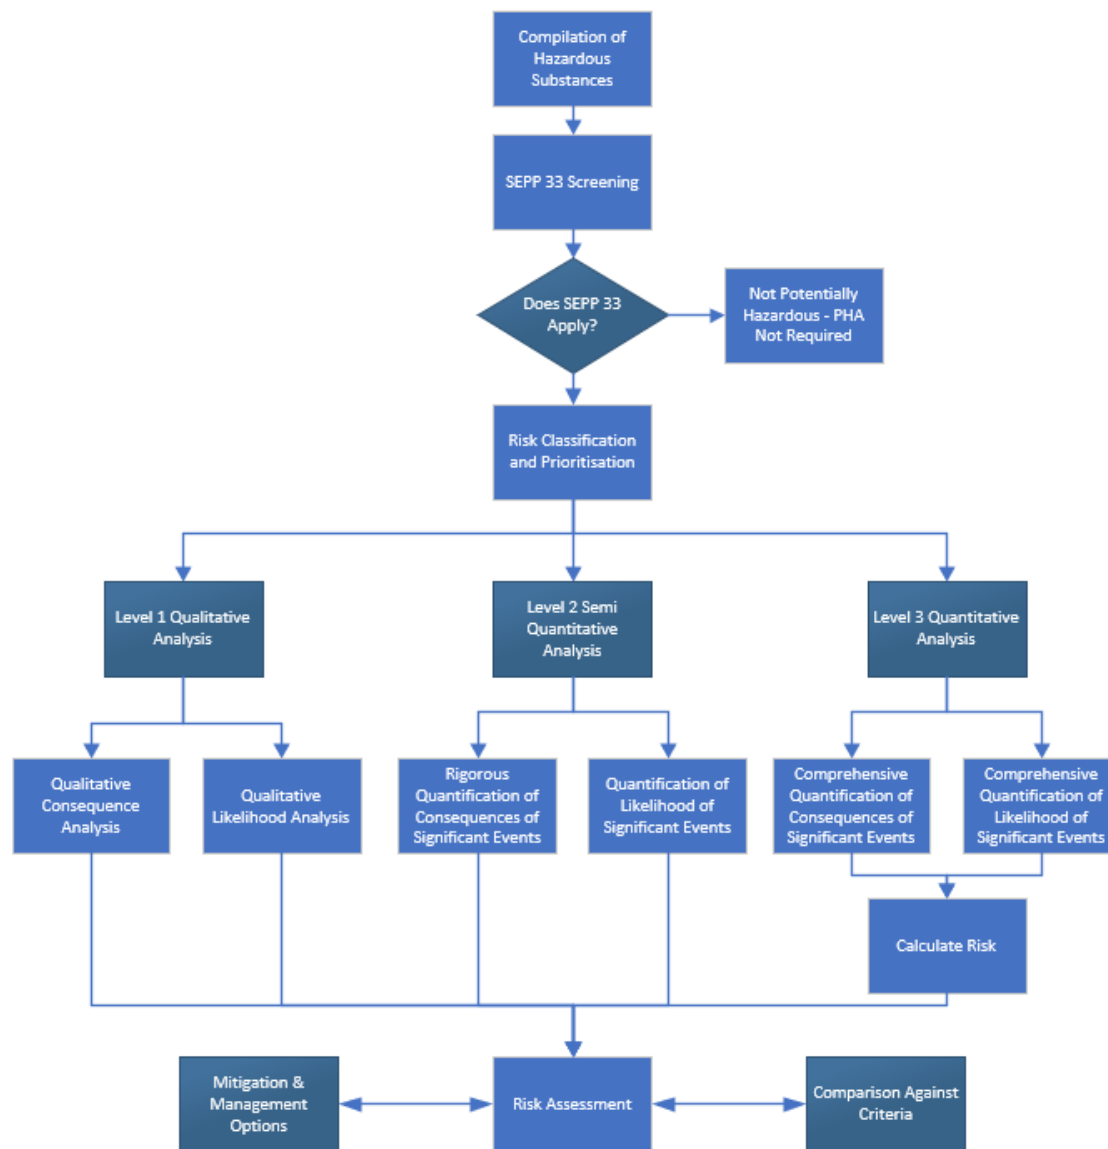 Compilation of
Hazardous
Substances
SEPP 33 Screening
Does SEPP 33
Apply?
Not Potentially
Hazardous - PHA
Not Required
Risk Classification
and Prioritisation
Level 1 Qualitative
Analysis
Level 2 Semi
Quantitative
Analysis
Level 3 Quantitative
Analysis
Qualitative
Consequence
Analysis
Qualitative
Likelihood Analysis
Rigorous
Quantification of
Consequences of
Significant Events
Quantification of
Likelihood of
Significant Events
Comprehensive
Quantification of
Consequences of
Significant Events
Comprehensive
Quantification of
Likelihood of
Significant Events
Calculate Risk
Mitigation &
Management
Options
Risk Assessment
Comparison Against
Criteria